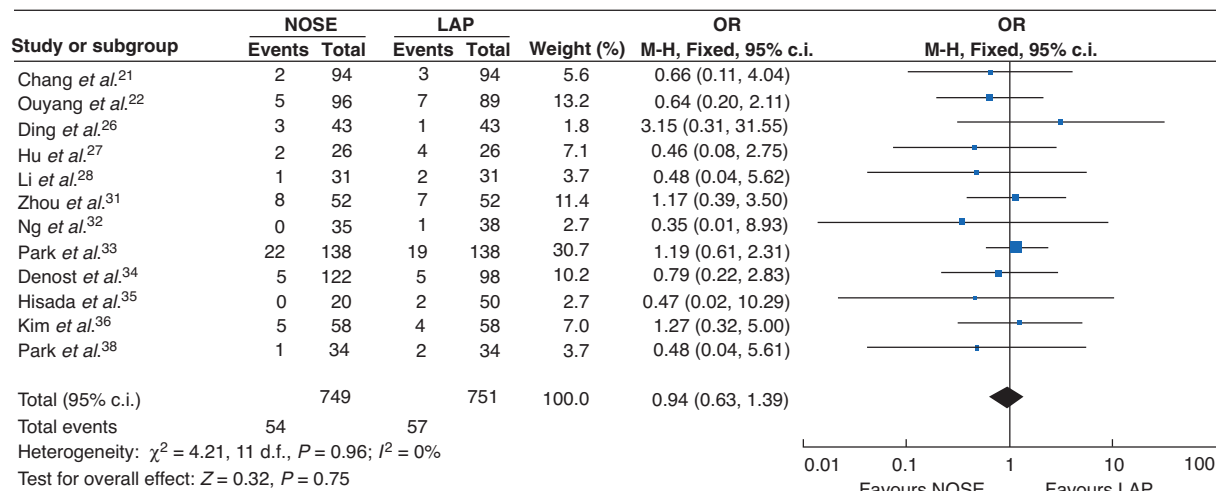 NOSE LAP OR OR
Study or subgroup Events Total Events Total Weight (%) M-H, Fixed, 95% c.i. M-H, Fixed, 95% c.i.
Chang et al.21 2 94 3 94 5.6 0.66 (0.11, 4.04)
Ouyang et al.22 5 96 7 89 13.2 0.64 (0.20, 2.11)
Ding et al.26 3 43 1 43 1.8 3.15 (0.31, 31.55)
Hu et al.27 2 26 4 26 7.1 0.46 (0.08, 2.75)
Li et al.28 1 31 2 31 3.7 0.48 (0.04, 5.62)
Zhou et al.31 8 52 7 52 11.4 1.17 (0.39, 3.50)
Ng et al.32 0 35 1 38 2.7 0.35 (0.01, 8.93)
Park et al.33 22 138 19 138 30.7 1.19 (0.61, 2.31)
Denost et al.34 5 122 5 98 10.2 0.79 (0.22, 2.83)
Hisada et al.35 0 20 2 50 2.7 0.47 (0.02, 10.29)
Kim et al.36 5 58 4 58 7.0 1.27 (0.32, 5.00)
Park et al.38 1 34 2 34 3.7 0.48 (0.04, 5.61)
Total (95% c.i.) 749 751 100.0 0.94 (0.63, 1.39)
Total events 54 57
Heterogeneity: χ2 = 4.21, 11 d.f., P = 0.96; I2 = 0%
Test for overall effect: Z = 0.32, P = 0.75
0.01 0.1 1 10 100
Favours NOSE Favours LAP